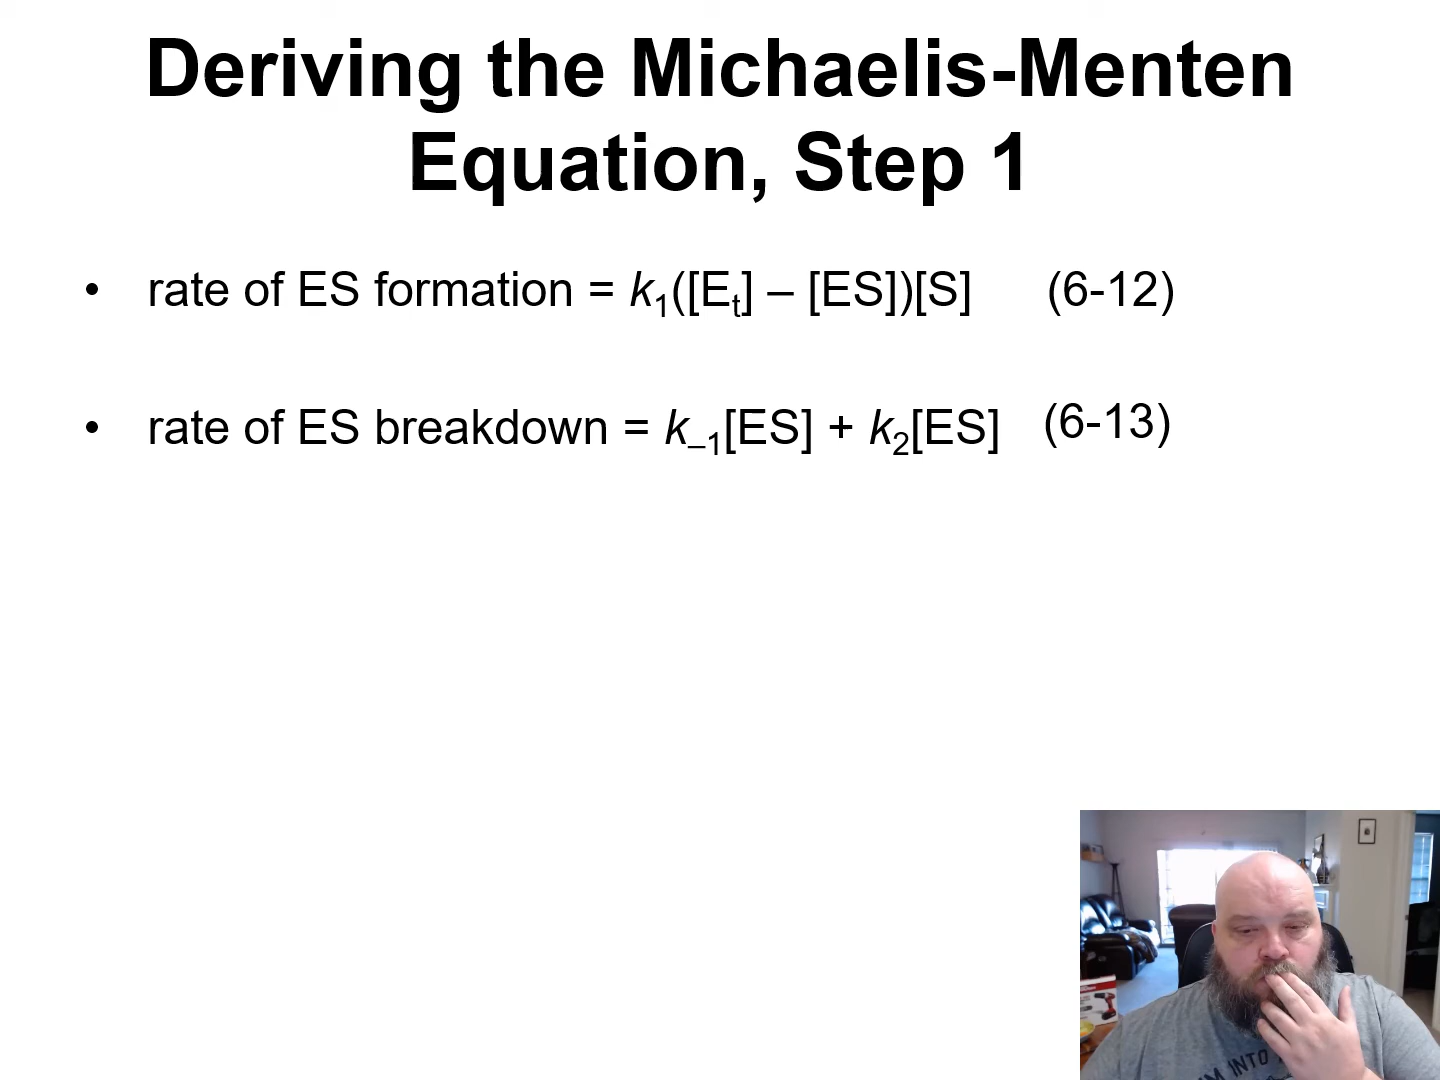 Deriving the Michaelis-Menten
Equation, Step 1
• rate of ES formation = k₁([Eₜ] – [ES])[S] (6-12)
• rate of ES breakdown = k₋₁[ES] + k₂[ES] (6-13)
INTO